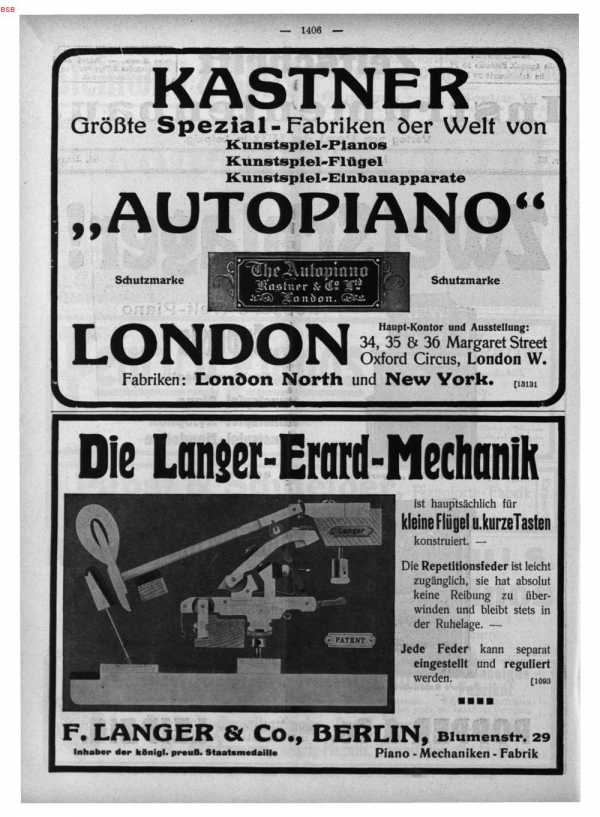 BSB
— 1406 —
KASTNER
Größte Spezial-Fabriken der Welt von
Kunstspiel-Pianos
Kunstspiel-Flügel
Kunstspiel-Einbauapparate
„AUTOPIANO“
Schutzmarke
The Autopiano
Kastner & Co Ltd
London.
Schutzmarke
LONDON
Haupt-Kontor und Ausstellung:
34, 35 & 36 Margaret Street
Oxford Circus, London W.
Fabriken: London North und New York.
[1313l
Die Langer-Erard-Mechanik
Langer
PATENT
ist hauptsächlich für
kleine Flügel u. kurze Tasten
konstruiert. —
Die Repetitionsfeder ist leicht
zugänglich, sie hat absolut
keine Reibung zu über-
winden und bleibt stets in
der Ruhelage. —
Jede Feder kann separat
eingestellt und reguliert
werden.
[1093
F. LANGER & Co., BERLIN, Blumenstr. 29
Inhaber der königl. preuß. Staatsmedaille
Piano-Mechaniken-Fabrik